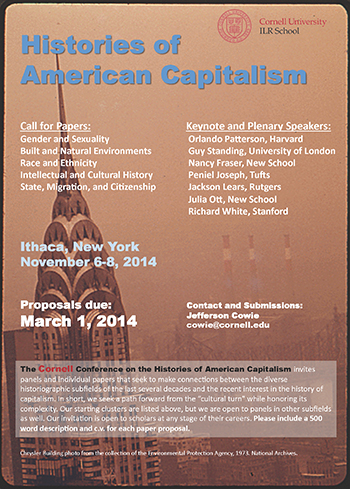 Cornell University
ILR School
Histories of
American Capitalism
Call for Papers:
Gender and Sexuality
Built and Natural Environments
Race and Ethnicity
Intellectual and Cultural History
State, Migration, and Citizenship
Keynote and Plenary Speakers:
Orlando Patterson, Harvard
Guy Standing, University of London
Nancy Fraser, New School
Peniel Joseph, Tufts
Jackson Lears, Rutgers
Julia Ott, New School
Richard White, Stanford
Ithaca, New York
November 6-8, 2014
Proposals due:
March 1, 2014
Contact and Submissions:
Jefferson Cowie
cowie@cornell.edu
The Cornell Conference on the Histories of American Capitalism invites
panels and individual papers that seek to make connections between the diverse
historiographic subfields of the last several decades and the recent interest in the history of
capitalism. In short, we seek a path forward from the "cultural turn" while honoring its
complexity. Our starting clusters are listed above, but we are open to panels in other subfields
as well. Our invitation is open to scholars at any stage of their careers. Please include a 500
word description and c.v. for each paper proposal.
Chrysler Building photo from the collection of the Environmental Protection Agency, 1973, National Archives.